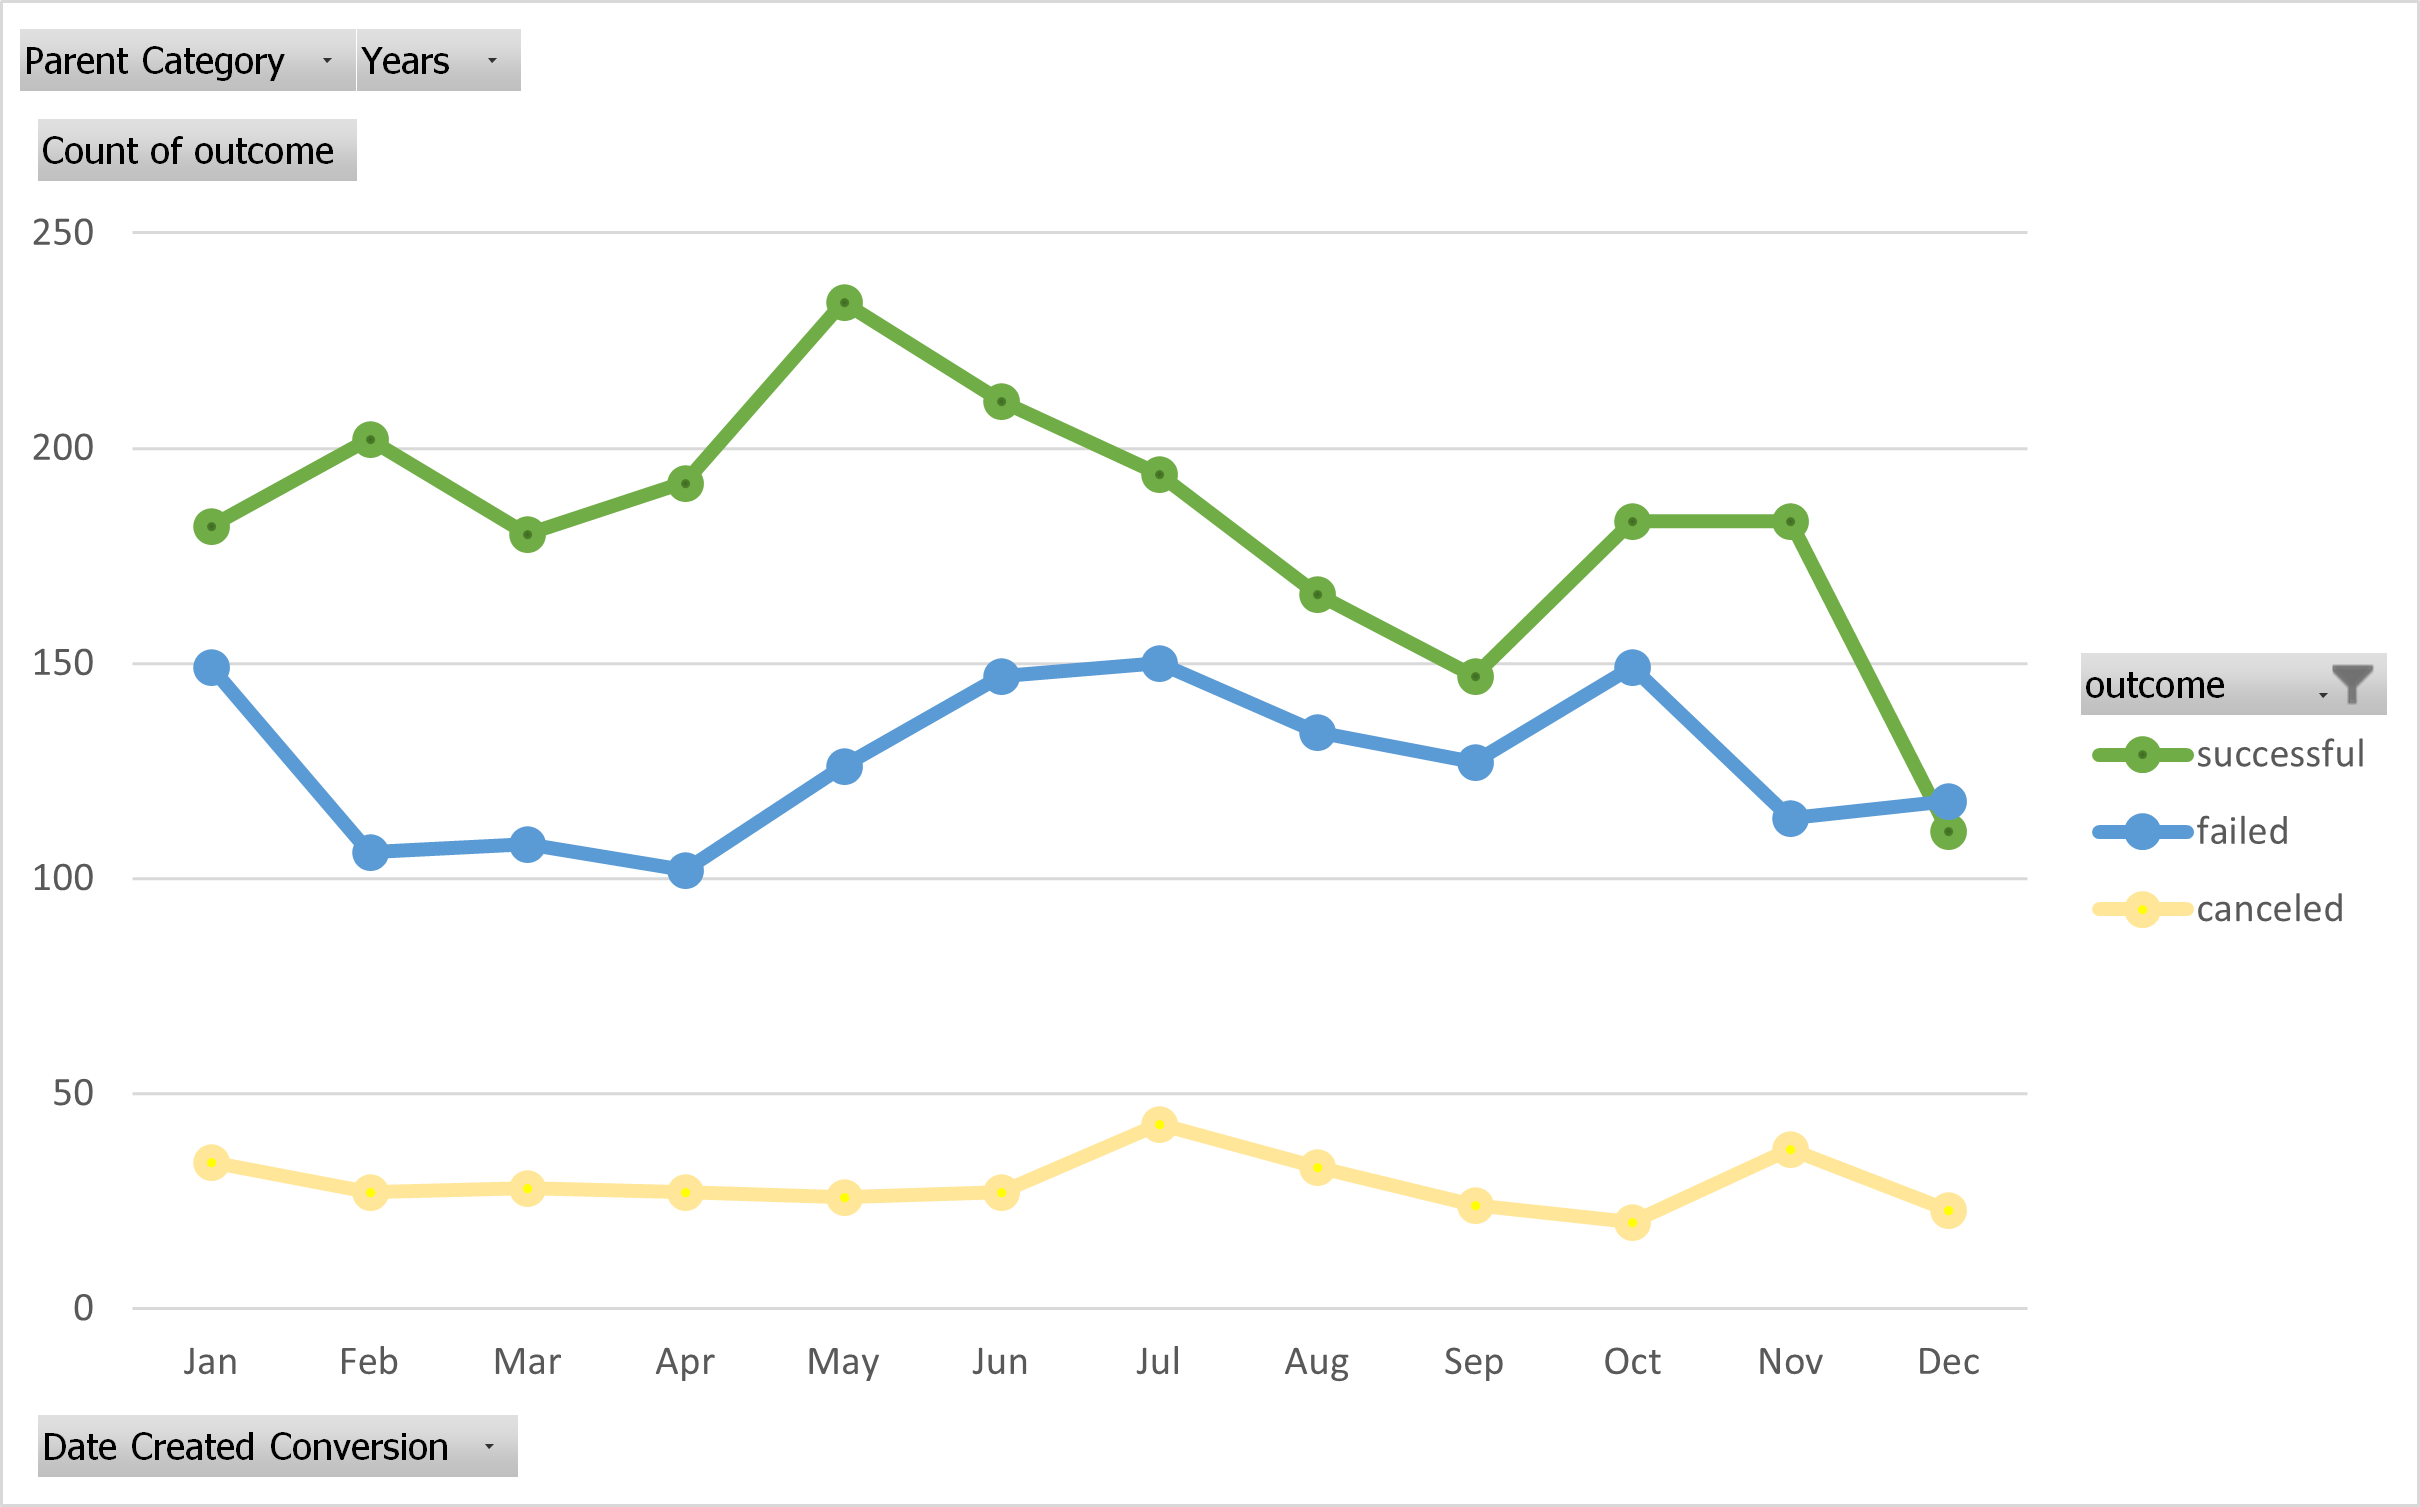 Parent Category Years
Count of outcome
250
200
150
100
50
0
Jan Feb Mar Apr May Jun Jul Aug Sep Oct Nov Dec
Date Created Conversion
outcome
successful
failed
canceled